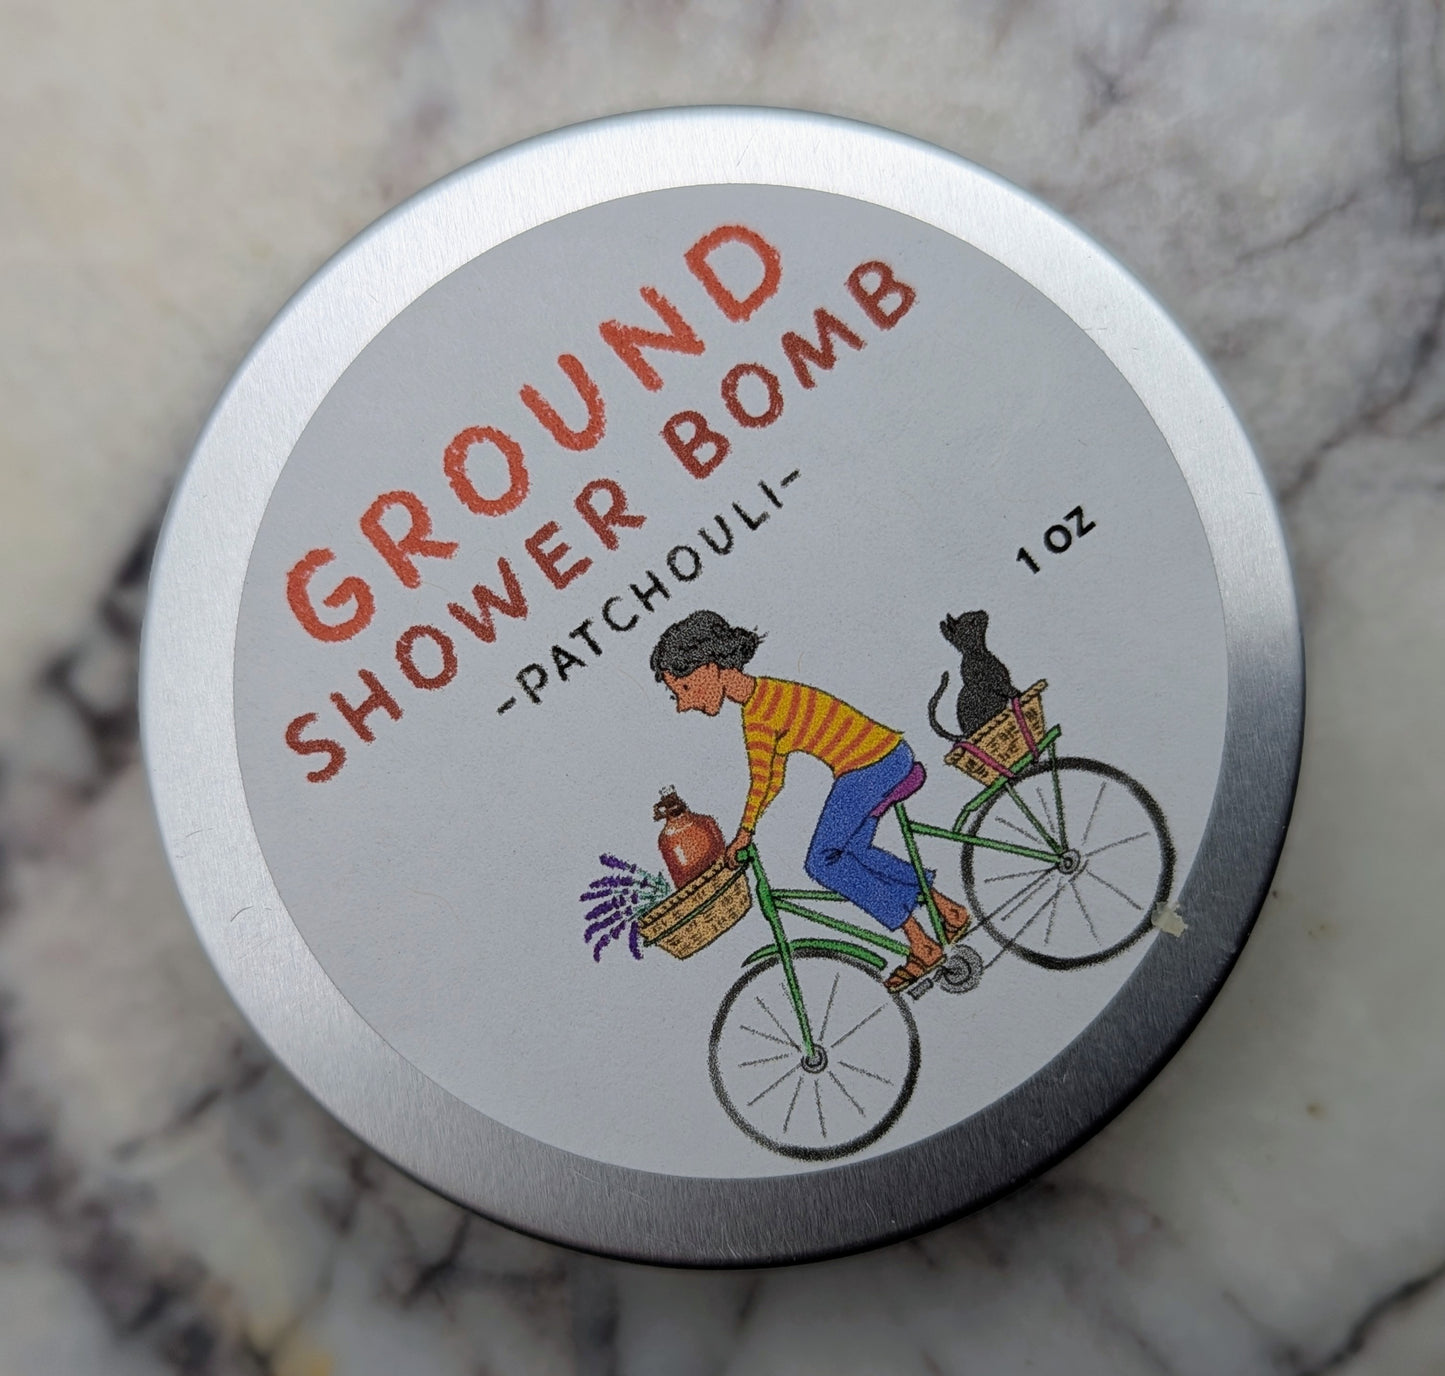 GROUND
SHOWER BOMB
-PATCHOULI-
1 OZ